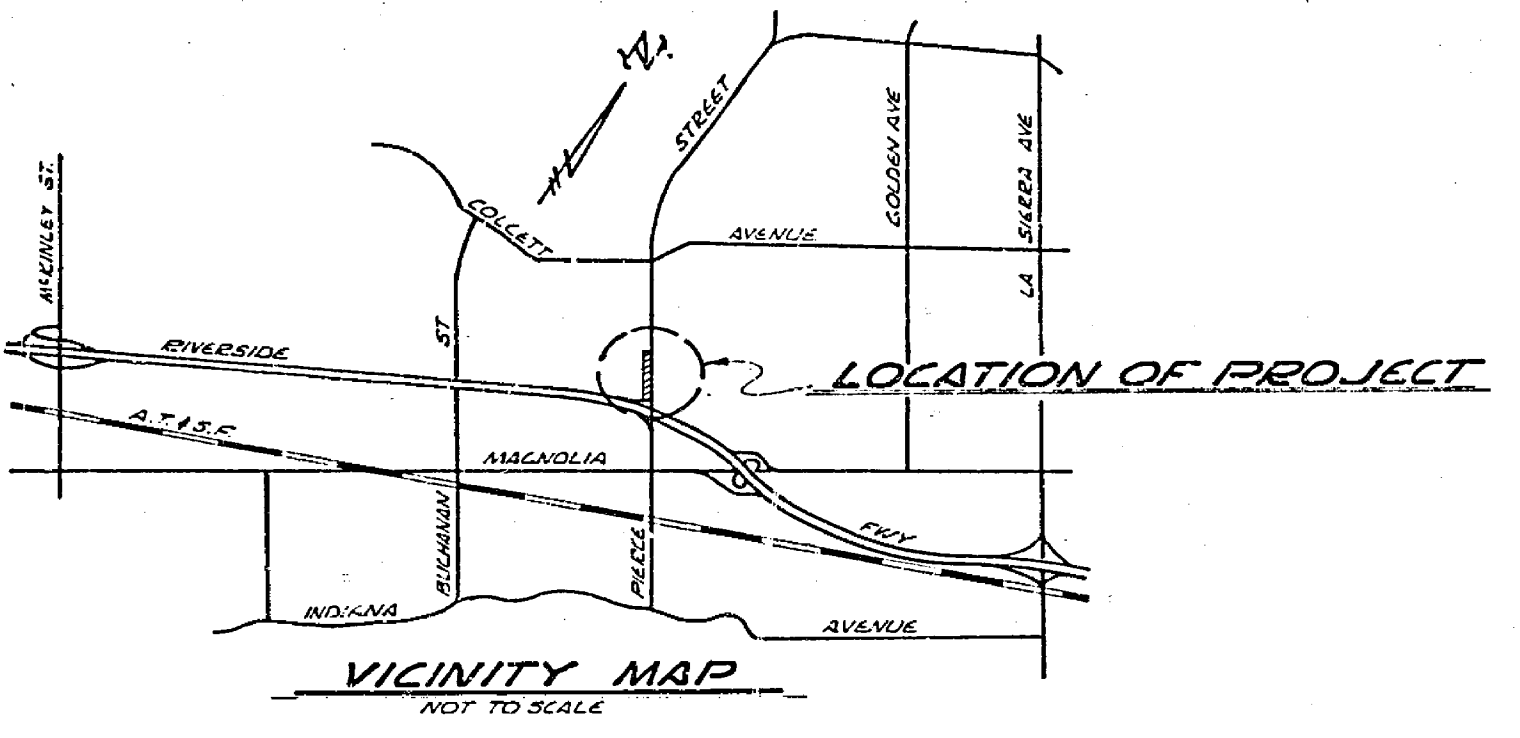 N.
STREET
GOLDEN AVE
LA SIERRA AVE
McKINLEY ST.
COLLETT AVENUE
ST
RIVERSIDE
LOCATION OF PROJECT
A.T. & S.F.
MAGNOLIA
BUCHANAN
PIERCE
FWY
INDIANA AVENUE
VICINITY MAP
NOT TO SCALE